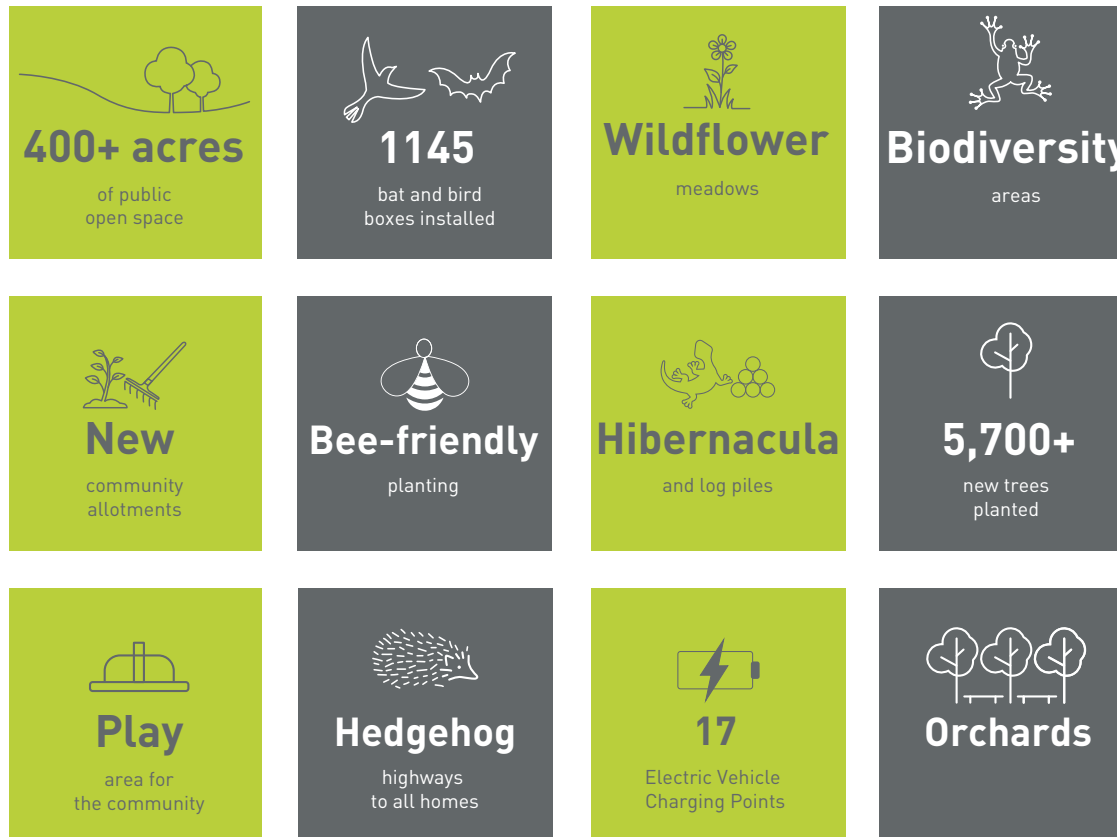 400+ acres
of public
open space
1145
bat and bird
boxes installed
Wildflower
meadows
Biodiversity
areas
New
community
allotments
Bee-friendly
planting
Hibernacula
and log piles
5,700+
new trees
planted
Play
area for
the community
Hedgehog
highways
to all homes
17
Electric Vehicle
Charging Points
Orchards